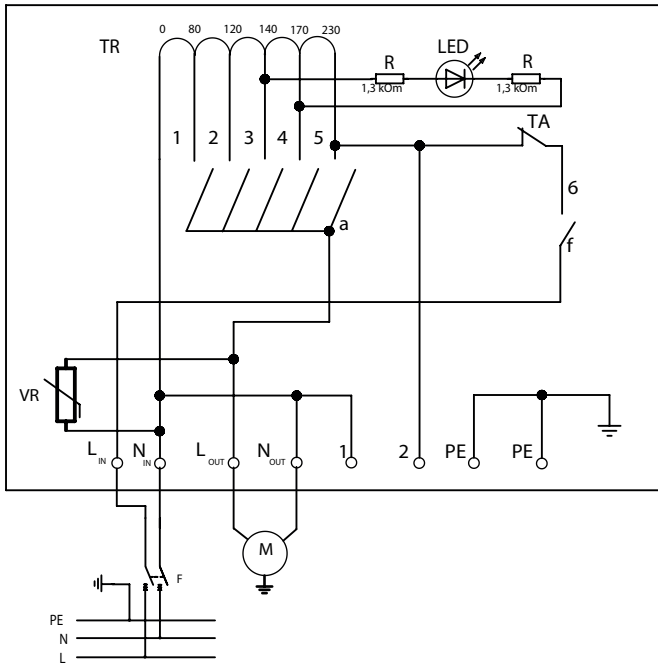 0 80 120 140 170 230
TR
LED
R R
1,3 kOm 1,3 kOm
TA
1 2 3 4 5
6
a
f
VR
L IN N IN L OUT N OUT 1 2 PE PE
M
F
PE
N
L